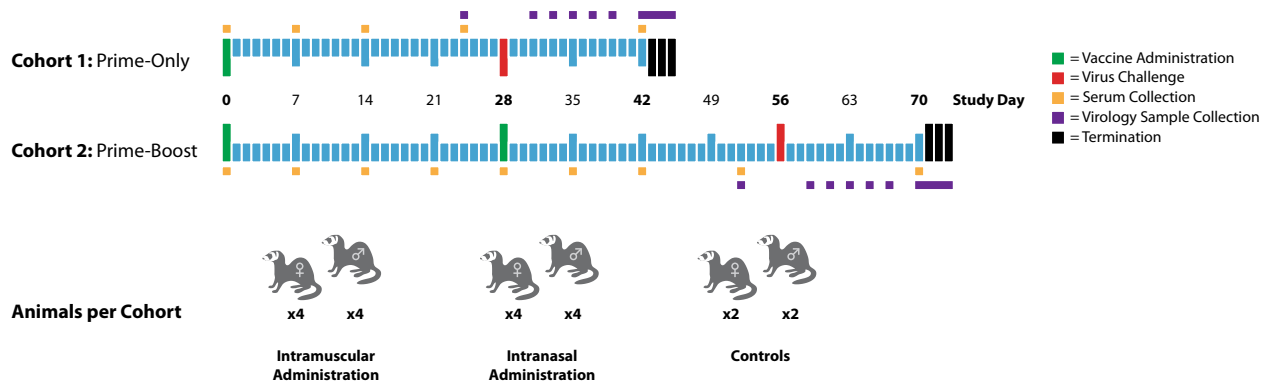 Cohort 1: Prime-Only
0 7 14 21 28 35 42 49 56 63 70 Study Day
Cohort 2: Prime-Boost
= Vaccine Administration
= Virus Challenge
= Serum Collection
= Virology Sample Collection
= Termination
♀ ♂ ♀ ♂ ♀ ♂
Animals per Cohort
x4 x4 x4 x4 x2 x2
Intramuscular
Administration
Intranasal
Administration
Controls